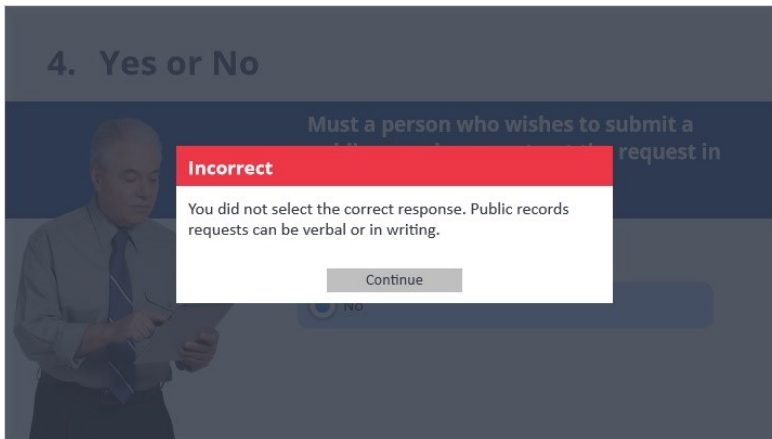 4. Yes or No
Must a person who wishes to submit a
request in
Incorrect
You did not select the correct response. Public records
requests can be verbal or in writing.
Continue
No